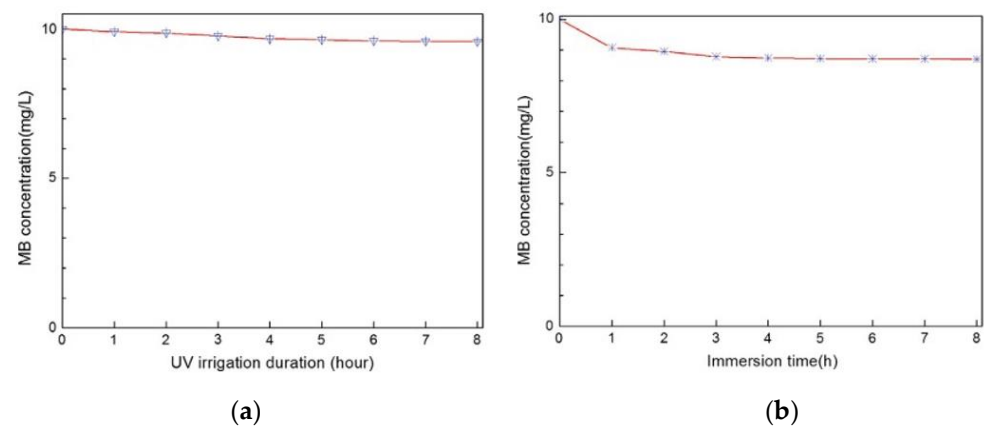 10
5
0
MB concentration(mg/L)
0 1 2 3 4 5 6 7 8
UV irrigation duration (hour)
(a)
10
5
0
MB concentration(mg/L)
0 1 2 3 4 5 6 7 8
Immersion time(h)
(b)